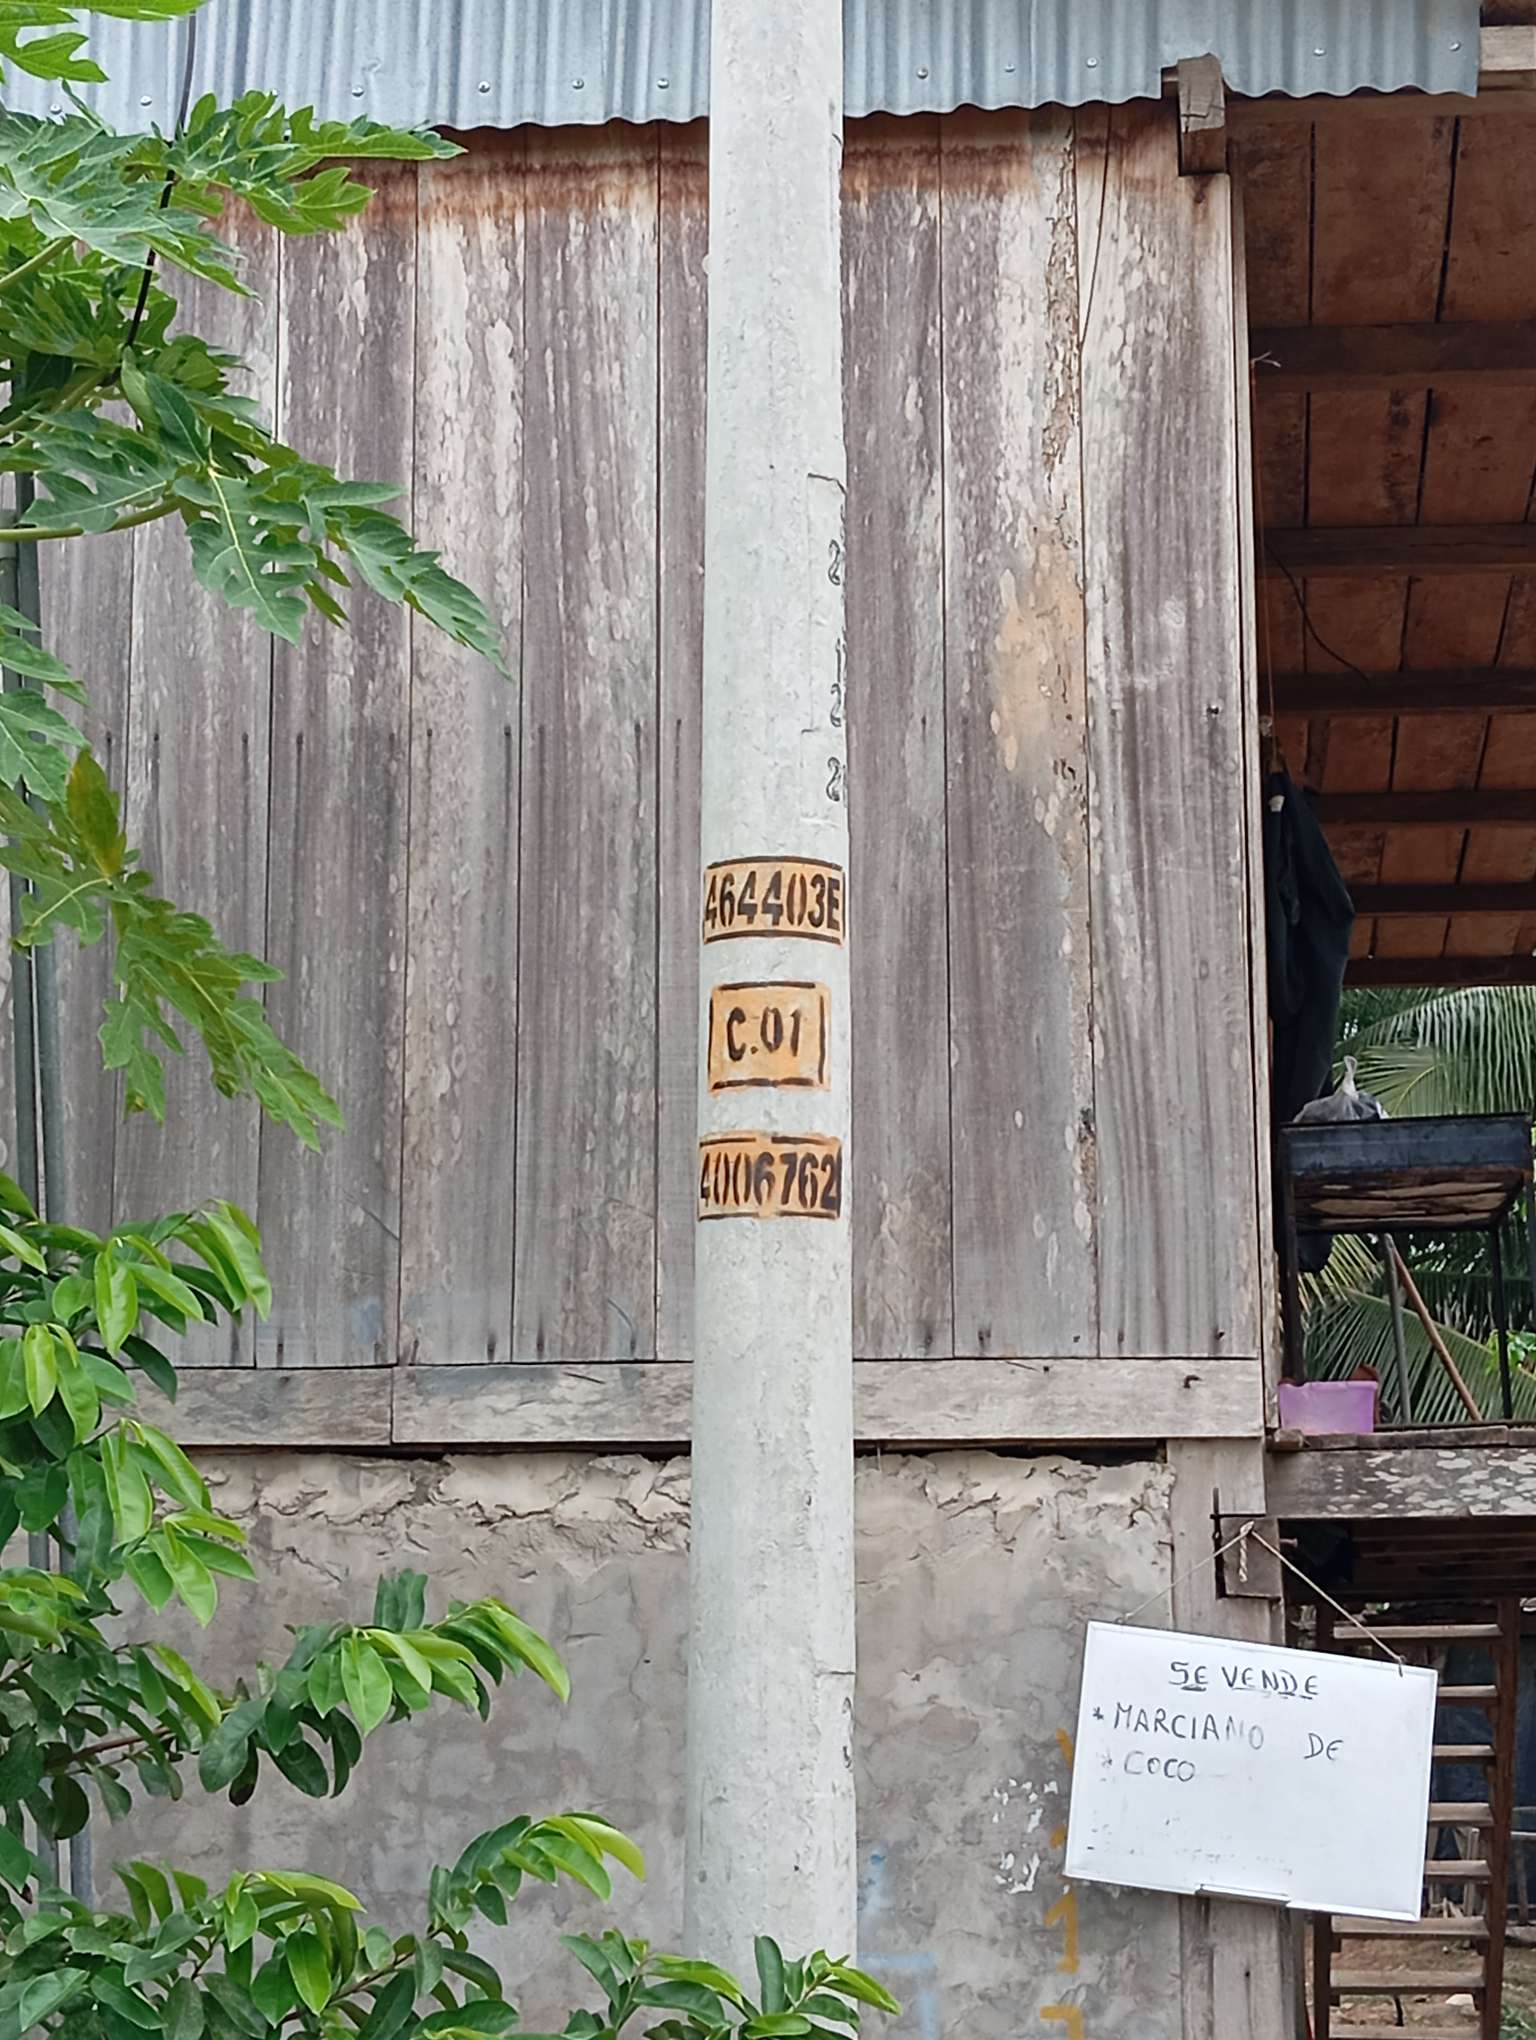 464403E
C.01
4006762
SE VENDE
* MARCIANO DE
* COCO